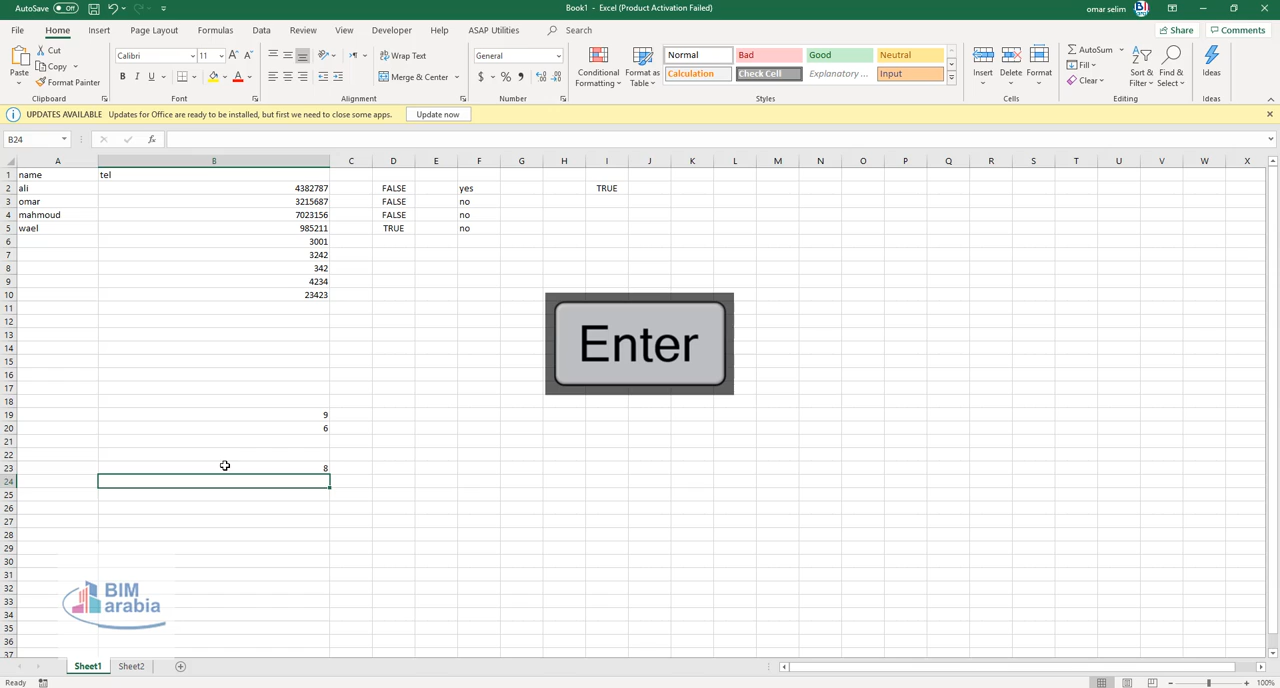 AutoSave Off Book1 - Excel (Product Activation Failed) omar selim
File Home Insert Page Layout Formulas Data Review View Developer Help ASAP Utilities Search Share Comments
Paste Cut Copy Format Painter Clipboard
Calibri 11 B I U Font
Wrap Text Merge & Center Alignment
General $ % Number
Conditional Formatting Format as Table
Normal Bad Good Neutral
Calculation Check Cell Explanatory ... Input
Styles
Insert Delete Format Cells
AutoSum Fill Clear Sort & Filter Find & Select Editing
Ideas Ideas
UPDATES AVAILABLE Updates for Office are ready to be installed, but first we need to close some apps. Update now
B24 fx
A B C D E F G H I J K L M N O P Q R S T U V W X
1 name tel
2 ali 4382787 FALSE yes TRUE
3 omar 3215687 FALSE no
4 mahmoud 7023156 FALSE no
5 wael 985211 TRUE no
6 3001
7 3242
8 342
9 4234
10 23423
11
12
13
14
15
16
17
18
19 9
20 6
21
22
23 8
24
25
26
27
28
29
30
31
32
33
34
35
36
37
Enter
BIM
arabia
Sheet1 Sheet2
Ready 100%